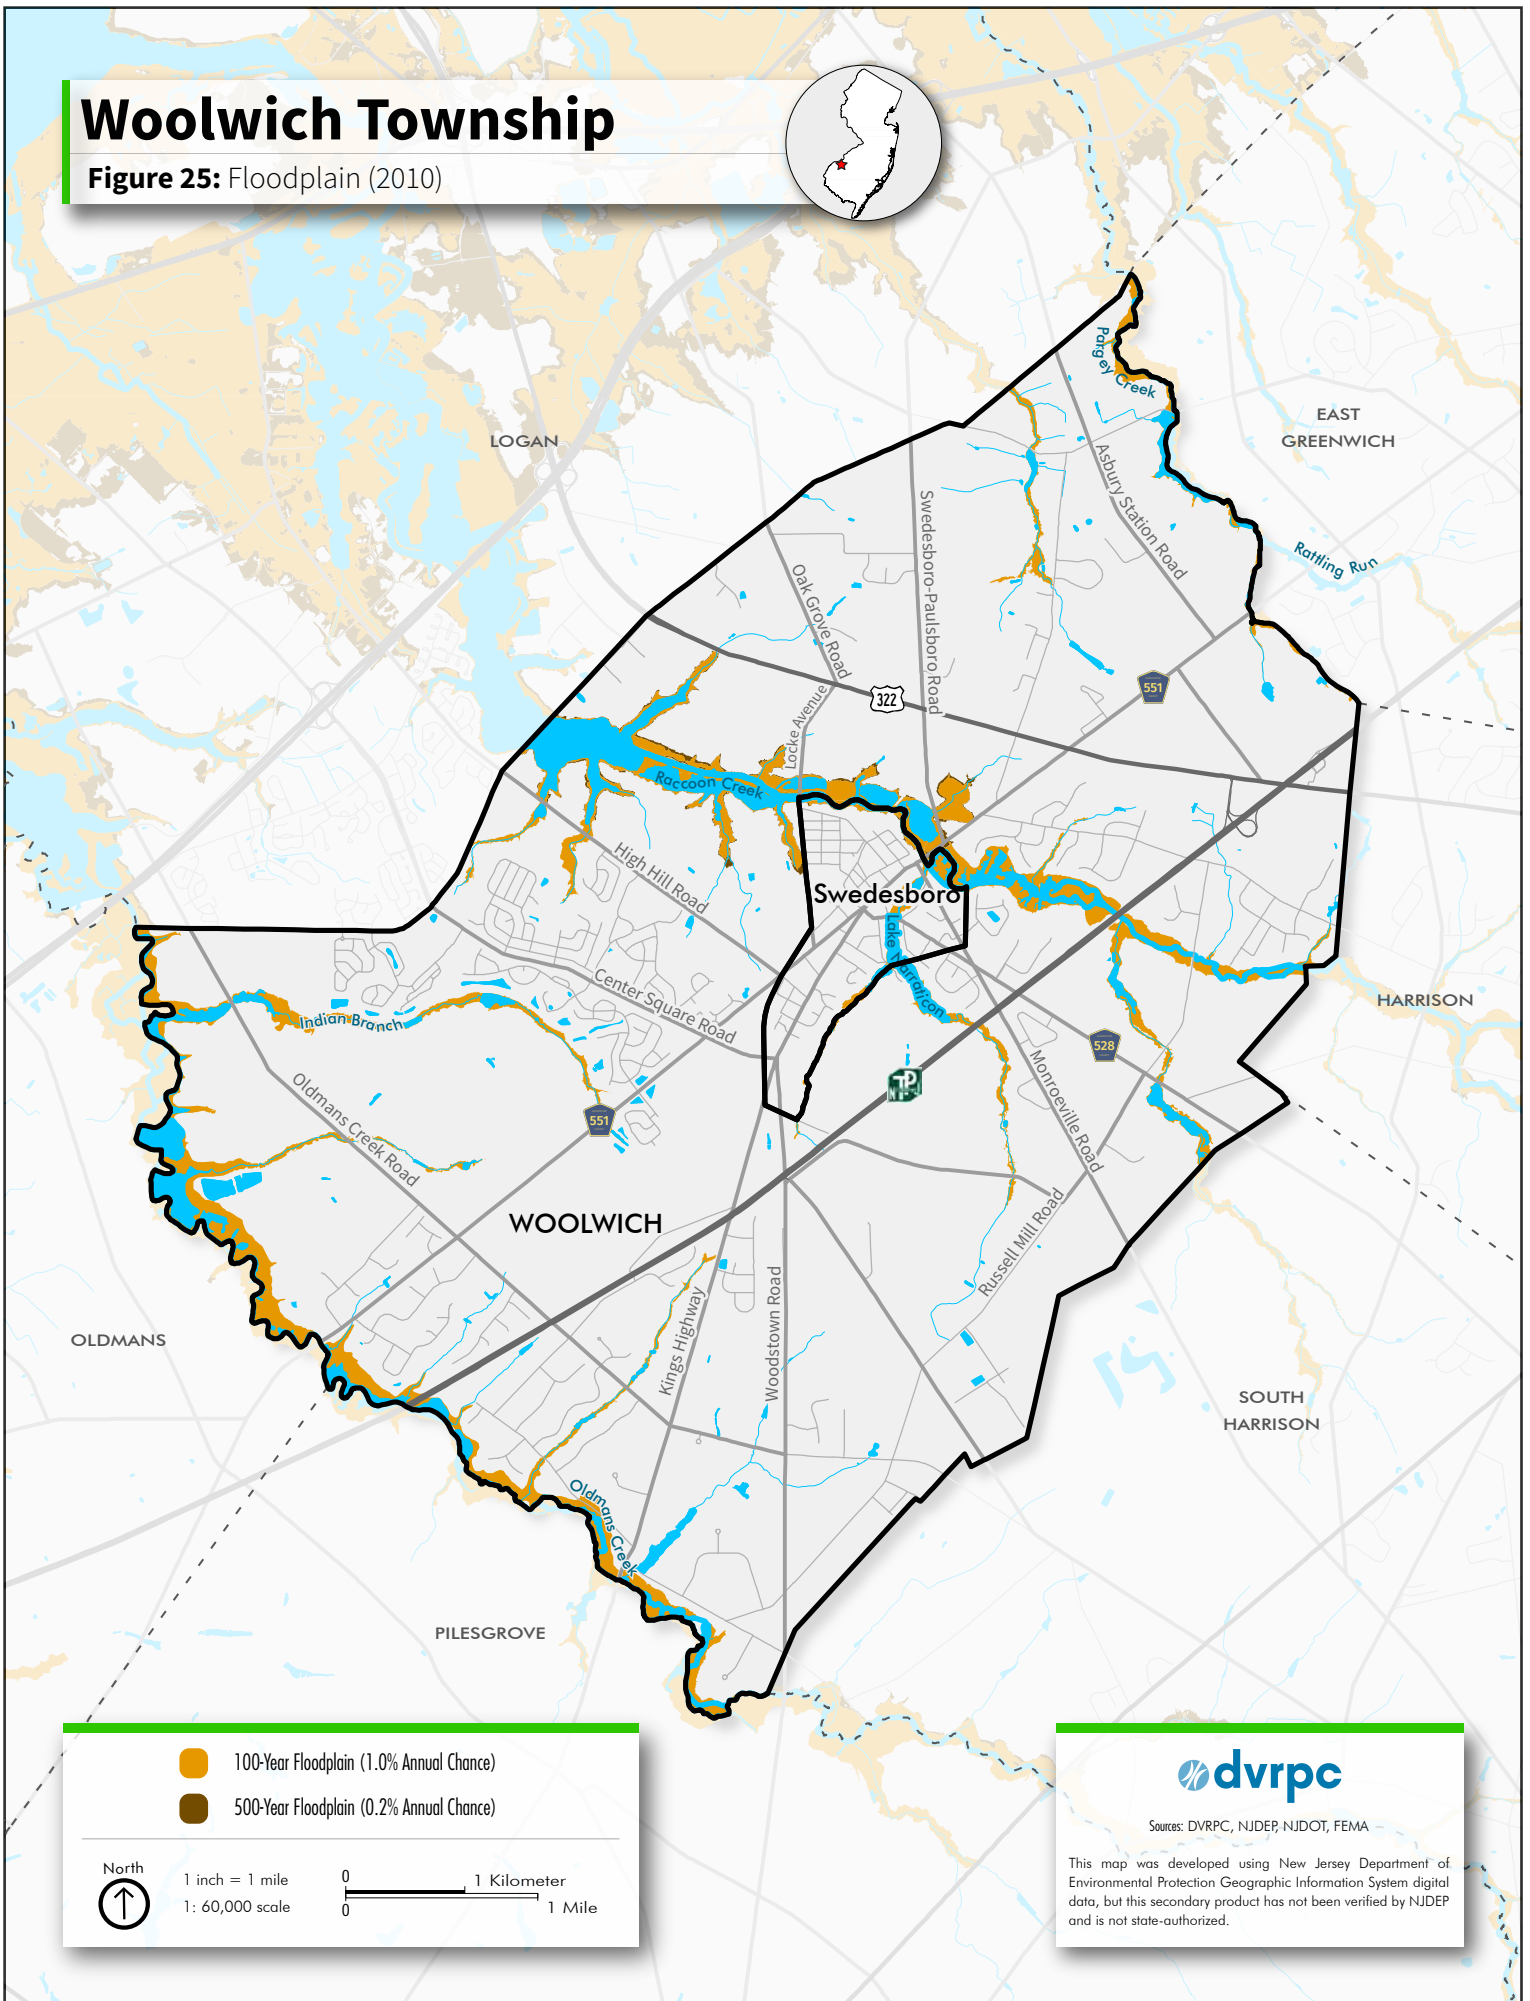 Woolwich Township
Figure 25: Floodplain (2010)
Pargey Creek
LOGAN
EAST
GREENWICH
Asbury Station Road
Swedesboro-Paulsboro Road
Oak Grove Road
Rattling Run
551
322
Locke Avenue
Raccoon Creek
High Hill Road
Swedesboro
Lake Narraticon
Center Square Road
HARRISON
Indian Branch
528
Monroeville Road
TP
Oldmans Creek Road
551
WOOLWICH
Russell Mill Road
Kings Highway
Woodstown Road
OLDMANS
SOUTH
HARRISON
Oldmans Creek
PILESGROVE
100-Year Floodplain (1.0% Annual Chance)
500-Year Floodplain (0.2% Annual Chance)
North
1 inch = 1 mile
1: 60,000 scale
0
1 Kilometer
0
1 Mile
dvrpc
Sources: DVRPC, NJDEP, NJDOT, FEMA
This map was developed using New Jersey Department of
Environmental Protection Geographic Information System digital
data, but this secondary product has not been verified by NJDEP
and is not state-authorized.